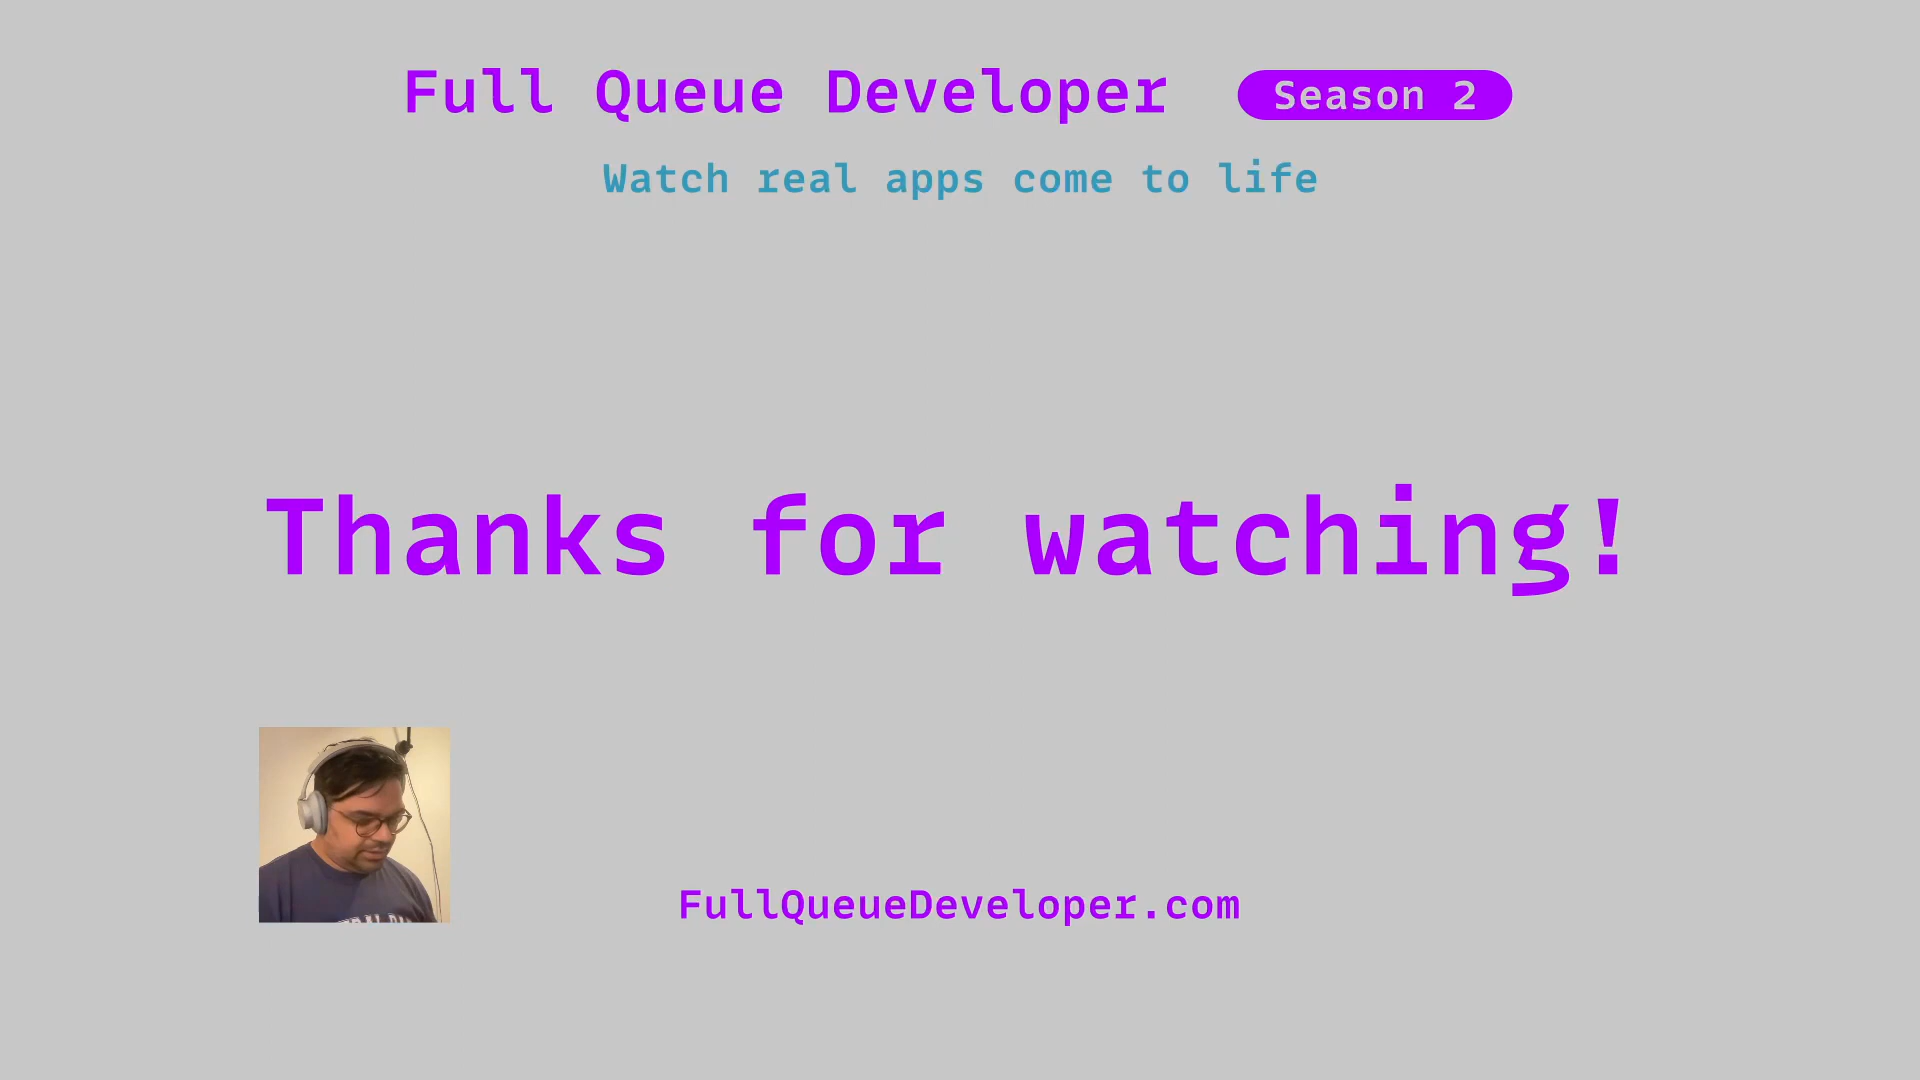 Full Queue Developer Season 2
Watch real apps come to life
Thanks for watching!
FullQueueDeveloper.com